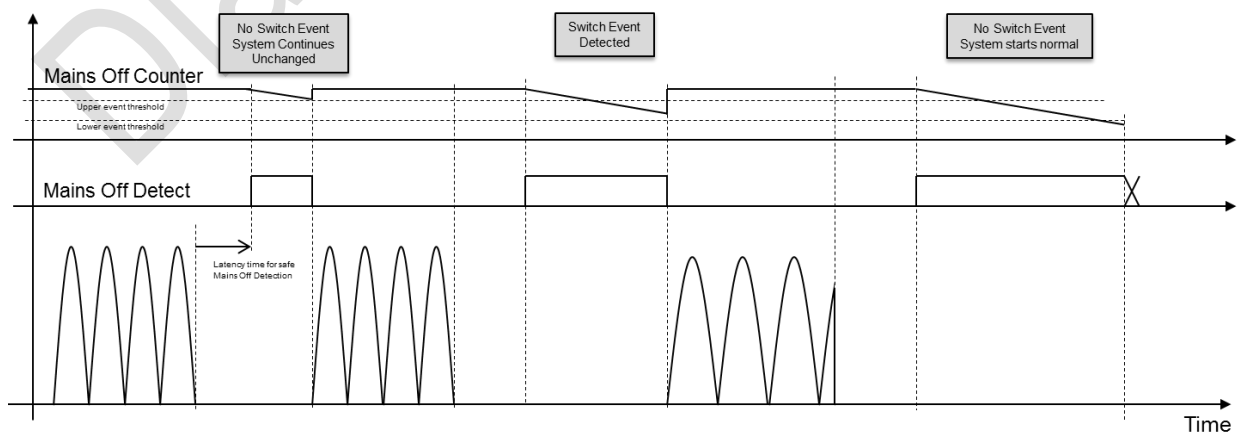 No Switch Event
System Continues
Unchanged
Switch Event
Detected
No Switch Event
System starts normal
Mains Off Counter
Upper event threshold
Lower event threshold
Mains Off Detect
Latency time for safe
Mains Off Detection
Time